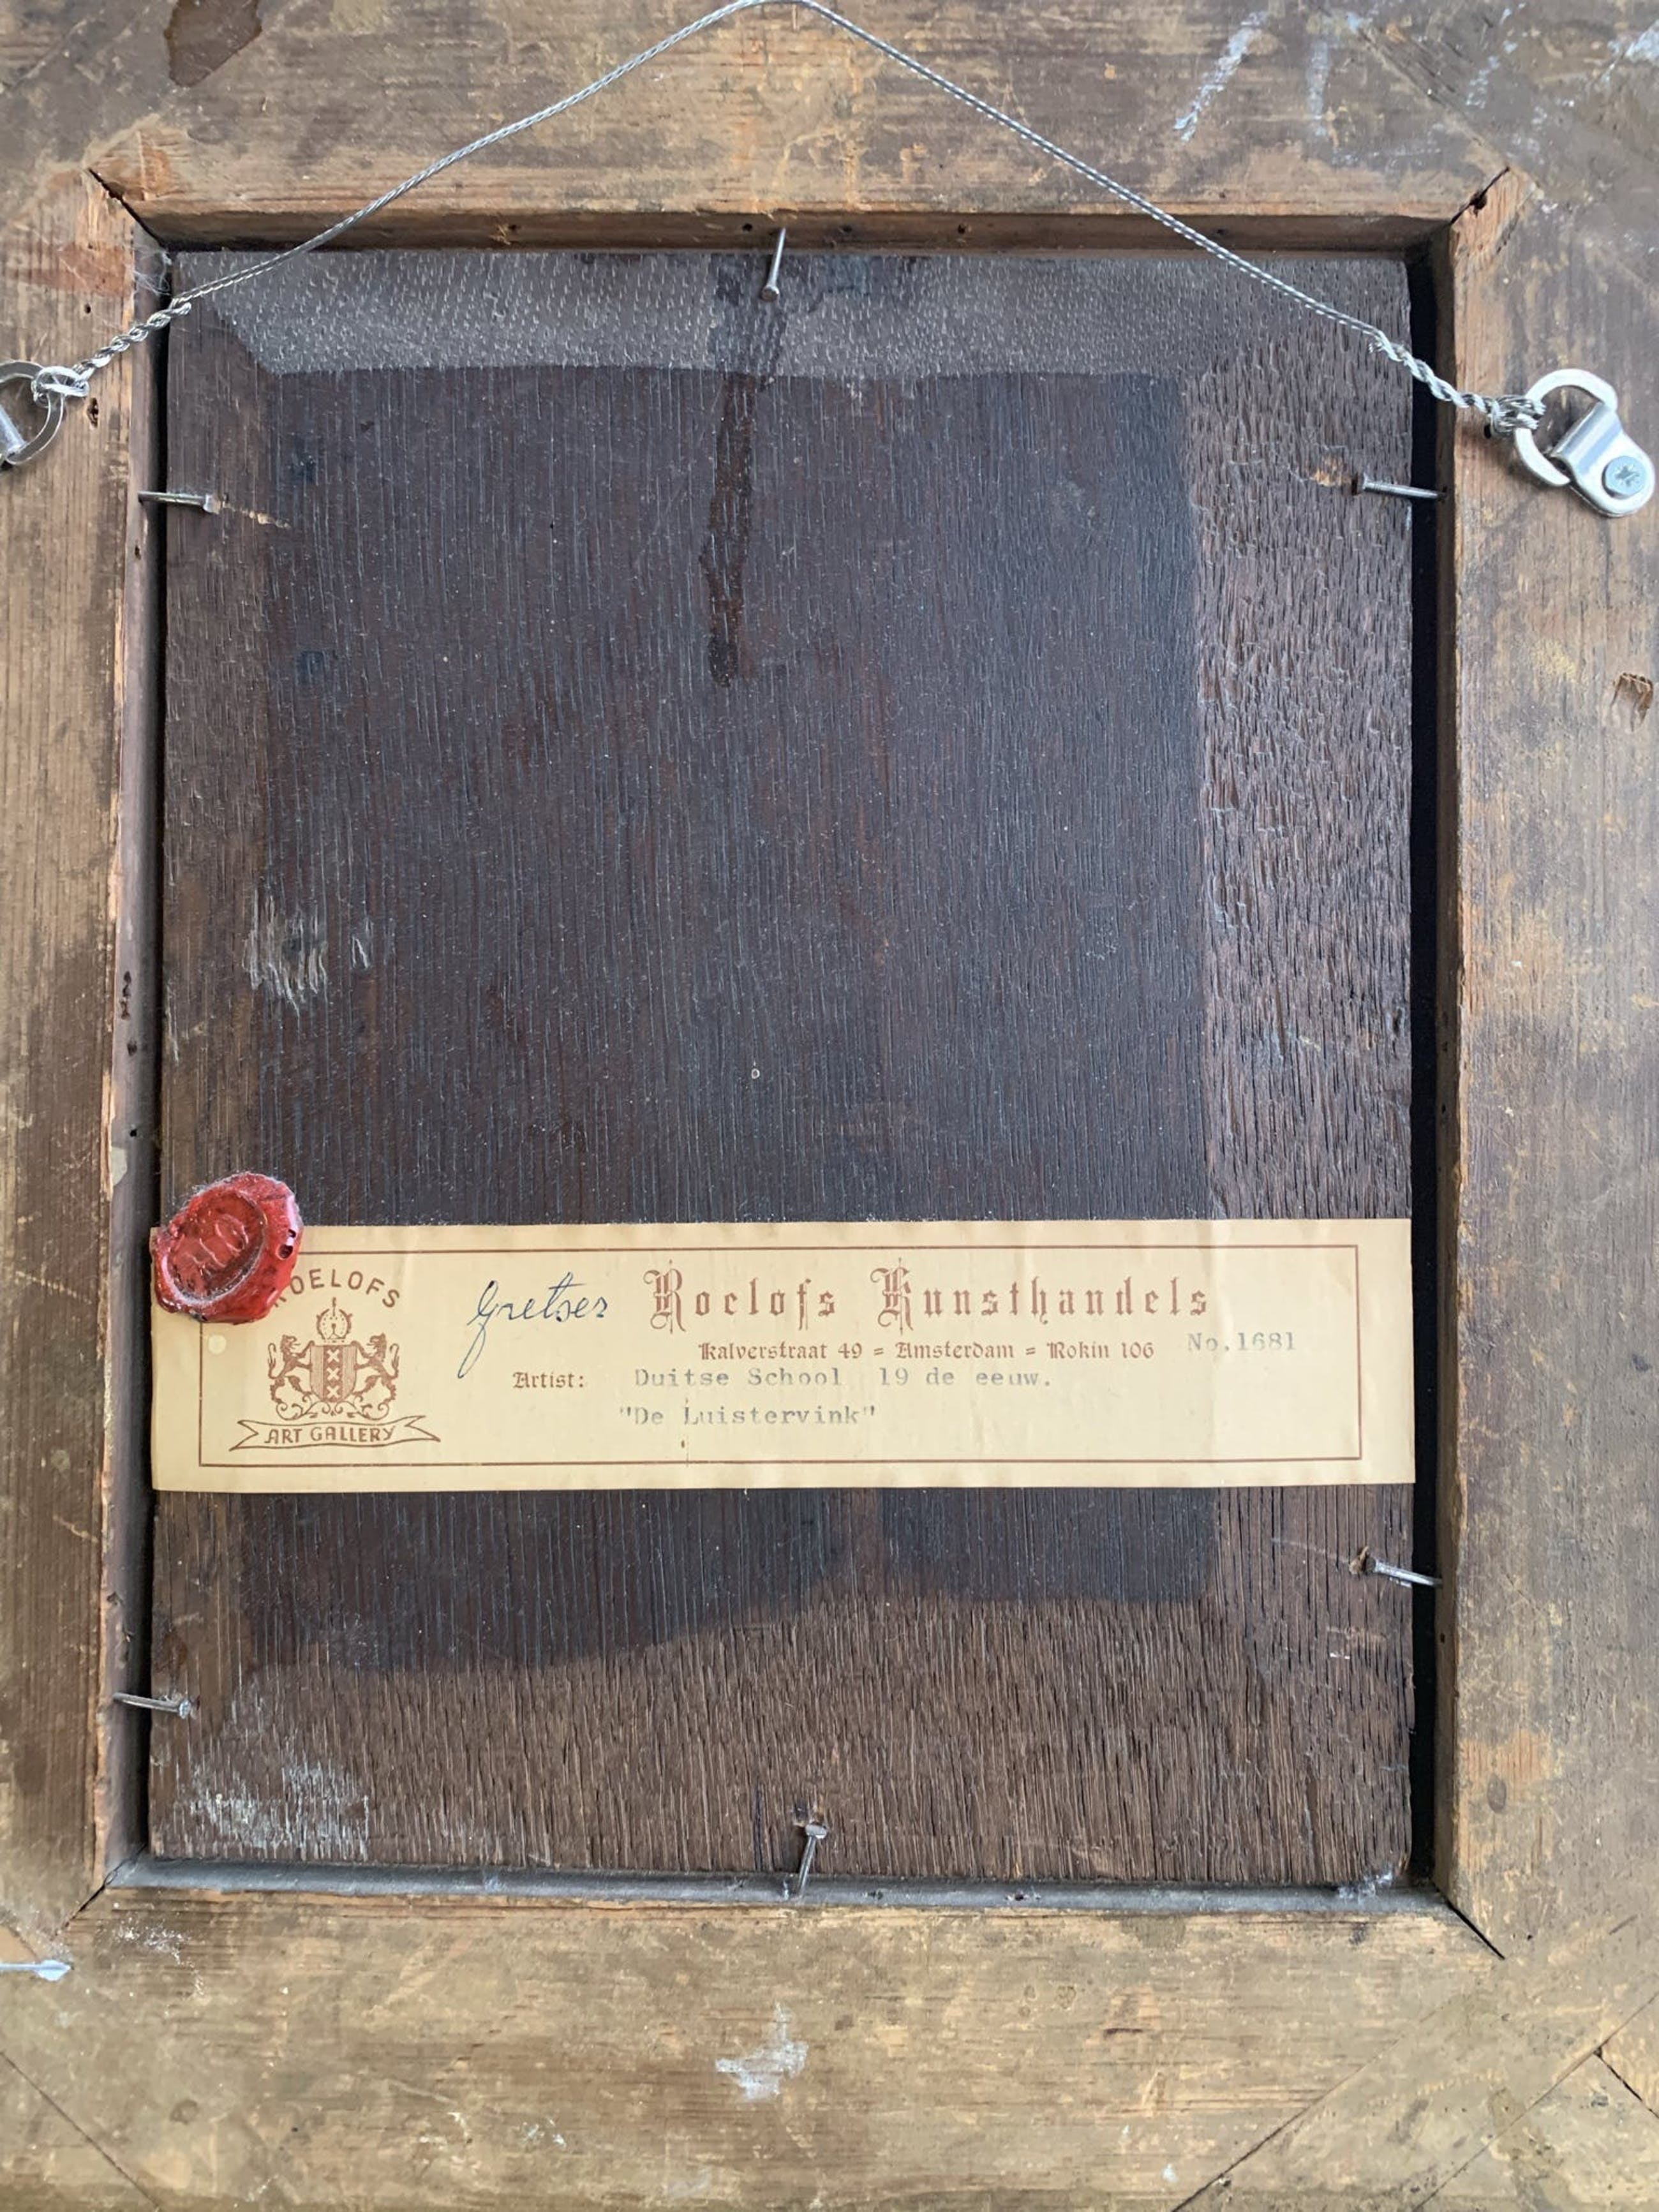 ROELOFS
ART GALLERY
Gretser
Roelofs Kunsthandels
Kalverstraat 49 = Amsterdam = Rokin 106 No. 1681
Artist: Duitse School 19 de eeuw.
"De Luistervink"